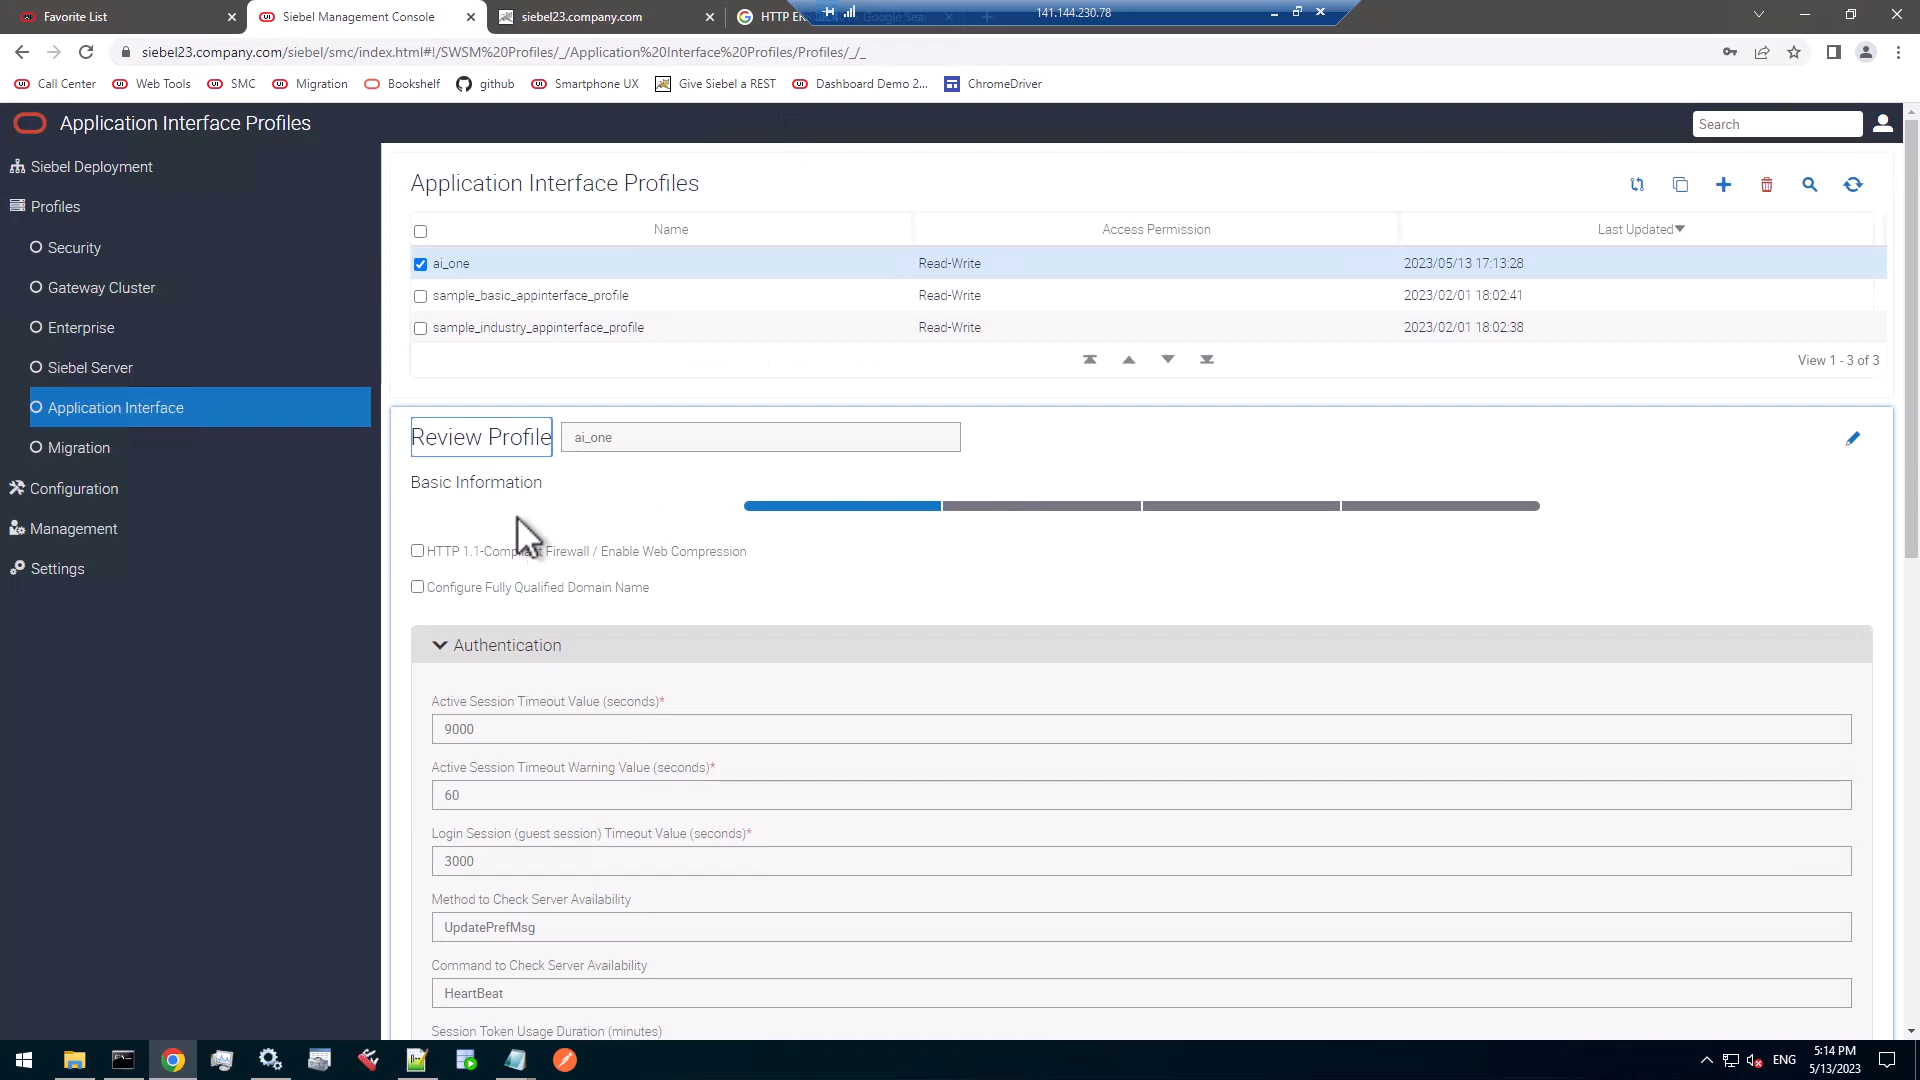 Favorite List
Siebel Management Console
siebel23.company.com
HTTP ER
141.144.230.78
siebel23.company.com/siebel/smc/index.html#!/SWSM%20Profiles/_/Application%20Interface%20Profiles/Profiles/_/_
Call Center
Web Tools
SMC
Migration
Bookshelf
github
Smartphone UX
Give Siebel a REST
Dashboard Demo 2...
ChromeDriver
Application Interface Profiles
Search
Siebel Deployment
Profiles
Security
Gateway Cluster
Enterprise
Siebel Server
Application Interface
Migration
Configuration
Management
Settings
Application Interface Profiles
Name Access Permission Last Updated
ai_one Read-Write 2023/05/13 17:13:28
sample_basic_appinterface_profile Read-Write 2023/02/01 18:02:41
sample_industry_appinterface_profile Read-Write 2023/02/01 18:02:38
View 1 - 3 of 3
Review Profile ai_one
Basic Information
HTTP 1.1-Compliant Firewall / Enable Web Compression
Configure Fully Qualified Domain Name
Authentication
Active Session Timeout Value (seconds)*
9000
Active Session Timeout Warning Value (seconds)*
60
Login Session (guest session) Timeout Value (seconds)*
3000
Method to Check Server Availability
UpdatePrefMsg
Command to Check Server Availability
HeartBeat
Session Token Usage Duration (minutes)
ENG
5:14 PM
5/13/2023